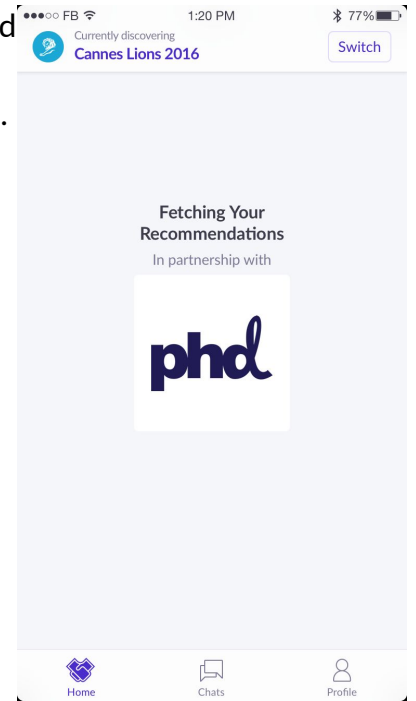 d
.
FB 1:20 PM 77%
Currently discovering
Cannes Lions 2016
Switch
Fetching Your
Recommendations
In partnership with
phd
Home Chats Profile